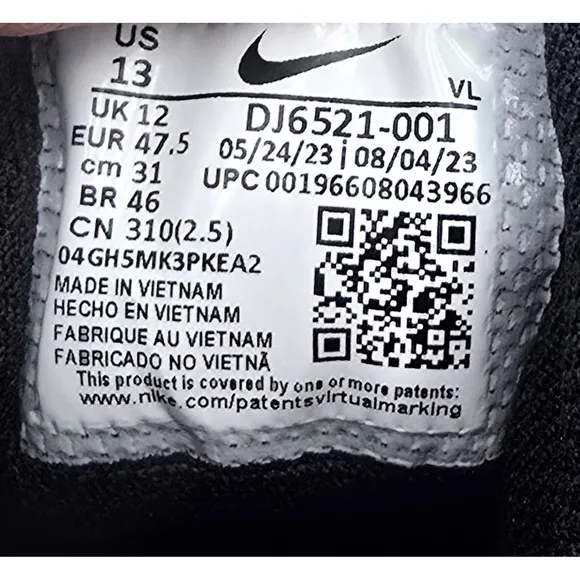 US
13
VL
UK 12
EUR 47.5
cm 31
BR 46
CN 310(2.5)
04GH5MK3PKEA2
DJ6521-001
05/24/23 | 08/04/23
UPC 00196608043966
MADE IN VIETNAM
HECHO EN VIETNAM
FABRIQUE AU VIETNAM
FABRICADO NO VIETNÃ
This product is covered by one or more patents:
www.nike.com/patentsvirtualmarking